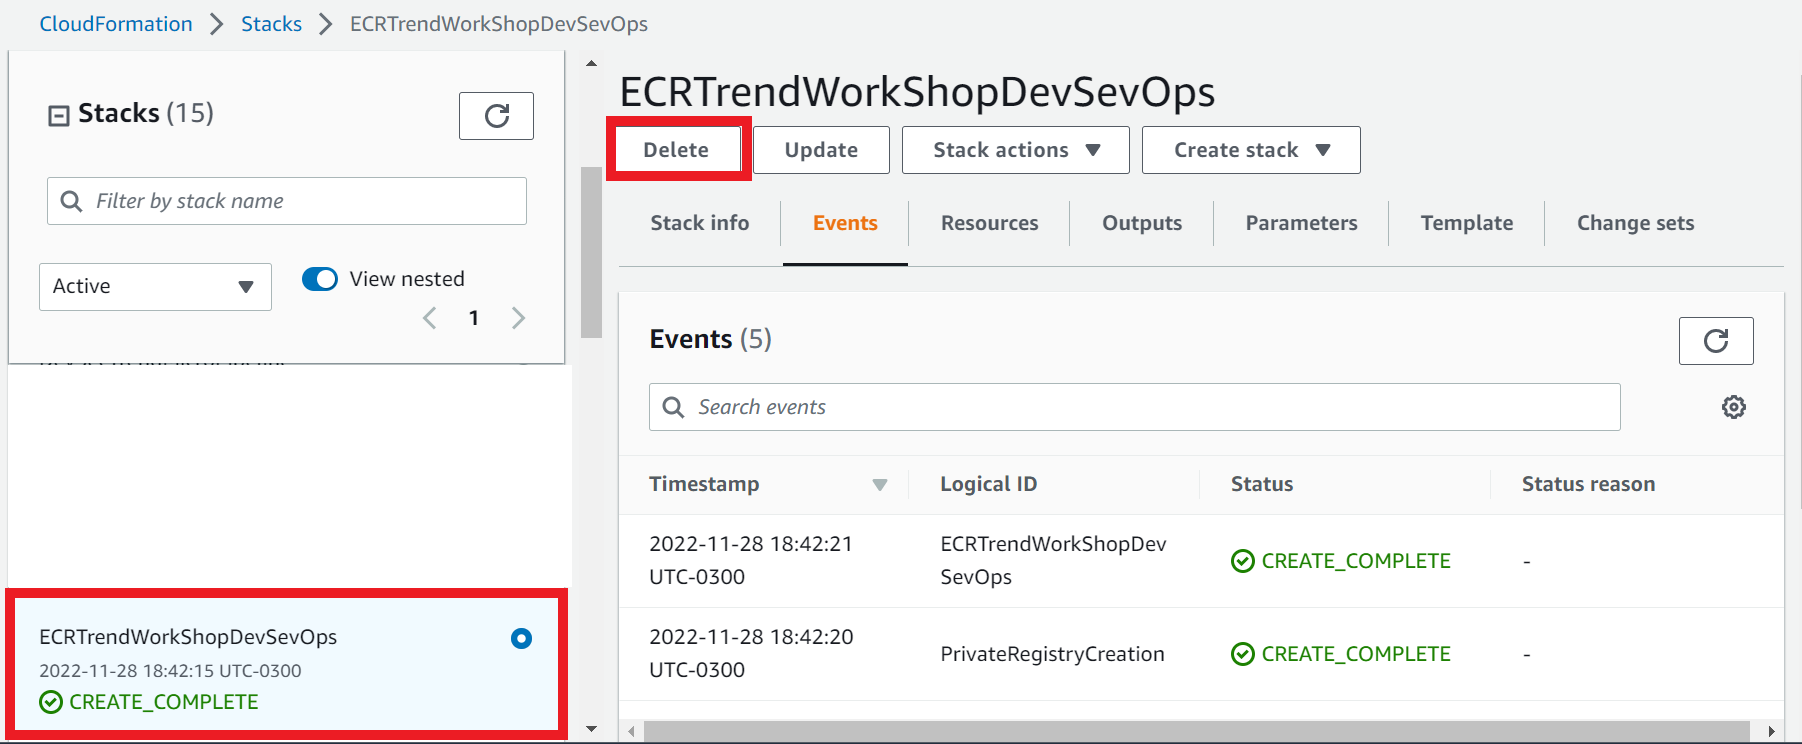 CloudFormation > Stacks > ECRTrendWorkShopDevSevOps
Stacks (15)
Filter by stack name
Active
View nested
1
ECRTrendWorkShopDevSevOps
2022-11-28 18:42:15 UTC-0300
CREATE_COMPLETE
ECRTrendWorkShopDevSevOps
Delete
Update
Stack actions
Create stack
Stack info
Events
Resources
Outputs
Parameters
Template
Change sets
Events (5)
Search events
Timestamp
Logical ID
Status
Status reason
2022-11-28 18:42:21
UTC-0300
ECRTrendWorkShopDev
SevOps
CREATE_COMPLETE
-
2022-11-28 18:42:20
UTC-0300
PrivateRegistryCreation
CREATE_COMPLETE
-